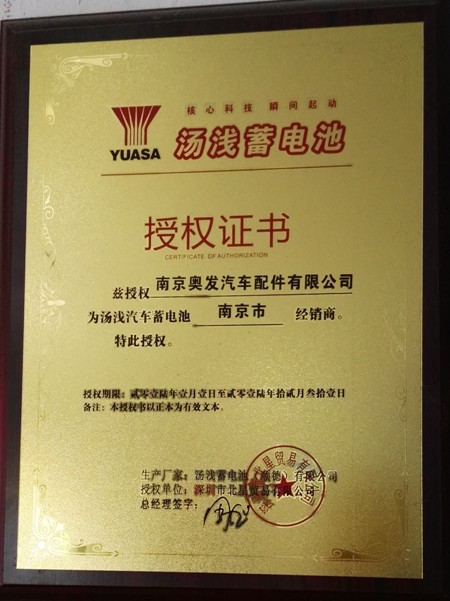 核心科技 瞬间起动
YUASA 汤浅蓄电池
授权证书
CERTIFICATE OF AUTHORIZATION
兹授权 南京奥发汽车配件有限公司
为汤浅汽车蓄电池 南京市 经销商。
特此授权。
授权期限：贰零壹陆年壹月壹日至贰零壹陆年拾贰月叁拾壹日
备注：本授权书以正本为有效文本。
生产厂家：汤浅蓄电池（顺德）有限公司
授权单位：深圳市北星贸易有限公司
总经理签字：